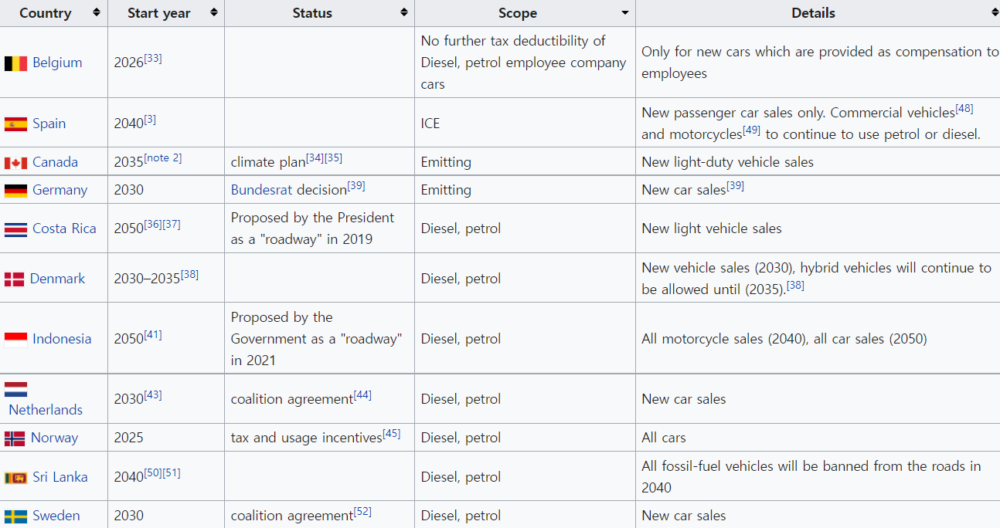 Country Start year Status Scope Details
Belgium 2026[33] No further tax deductibility of Diesel, petrol employee company cars Only for new cars which are provided as compensation to employees
Spain 2040[3] ICE New passenger car sales only. Commercial vehicles[48] and motorcycles[49] to continue to use petrol or diesel.
Canada 2035[note 2] climate plan[34][35] Emitting New light-duty vehicle sales
Germany 2030 Bundesrat decision[39] Emitting New car sales[39]
Costa Rica 2050[36][37] Proposed by the President as a "roadway" in 2019 Diesel, petrol New light vehicle sales
Denmark 2030–2035[38] Diesel, petrol New vehicle sales (2030), hybrid vehicles will continue to be allowed until (2035).[38]
Indonesia 2050[41] Proposed by the Government as a "roadway" in 2021 Diesel, petrol All motorcycle sales (2040), all car sales (2050)
Netherlands 2030[43] coalition agreement[44] Diesel, petrol New car sales
Norway 2025 tax and usage incentives[45] Diesel, petrol All cars
Sri Lanka 2040[50][51] Diesel, petrol All fossil-fuel vehicles will be banned from the roads in 2040
Sweden 2030 coalition agreement[52] Diesel, petrol New car sales